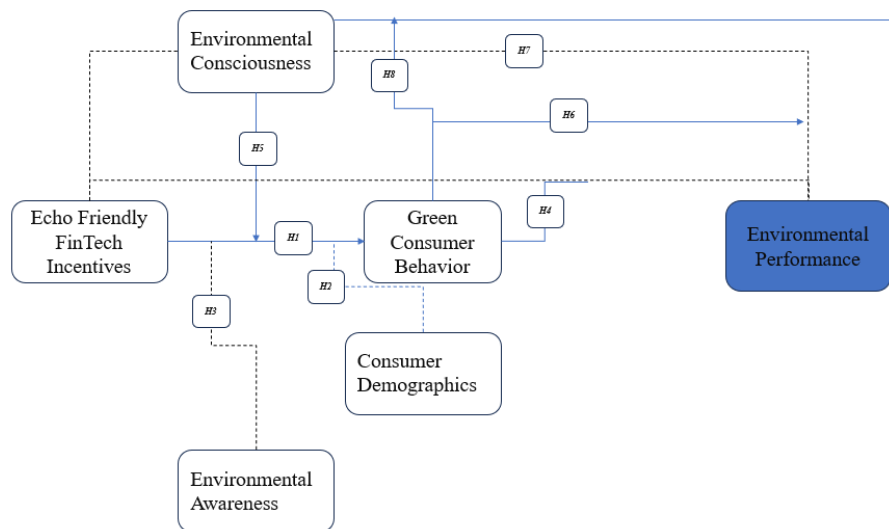 Environmental
Consciousness
H7
H8
H6
H5
Echo Friendly
FinTech
Incentives
H1
Green
Consumer
Behavior
H4
Environmental
Performance
H2
H3
Consumer
Demographics
Environmental
Awareness